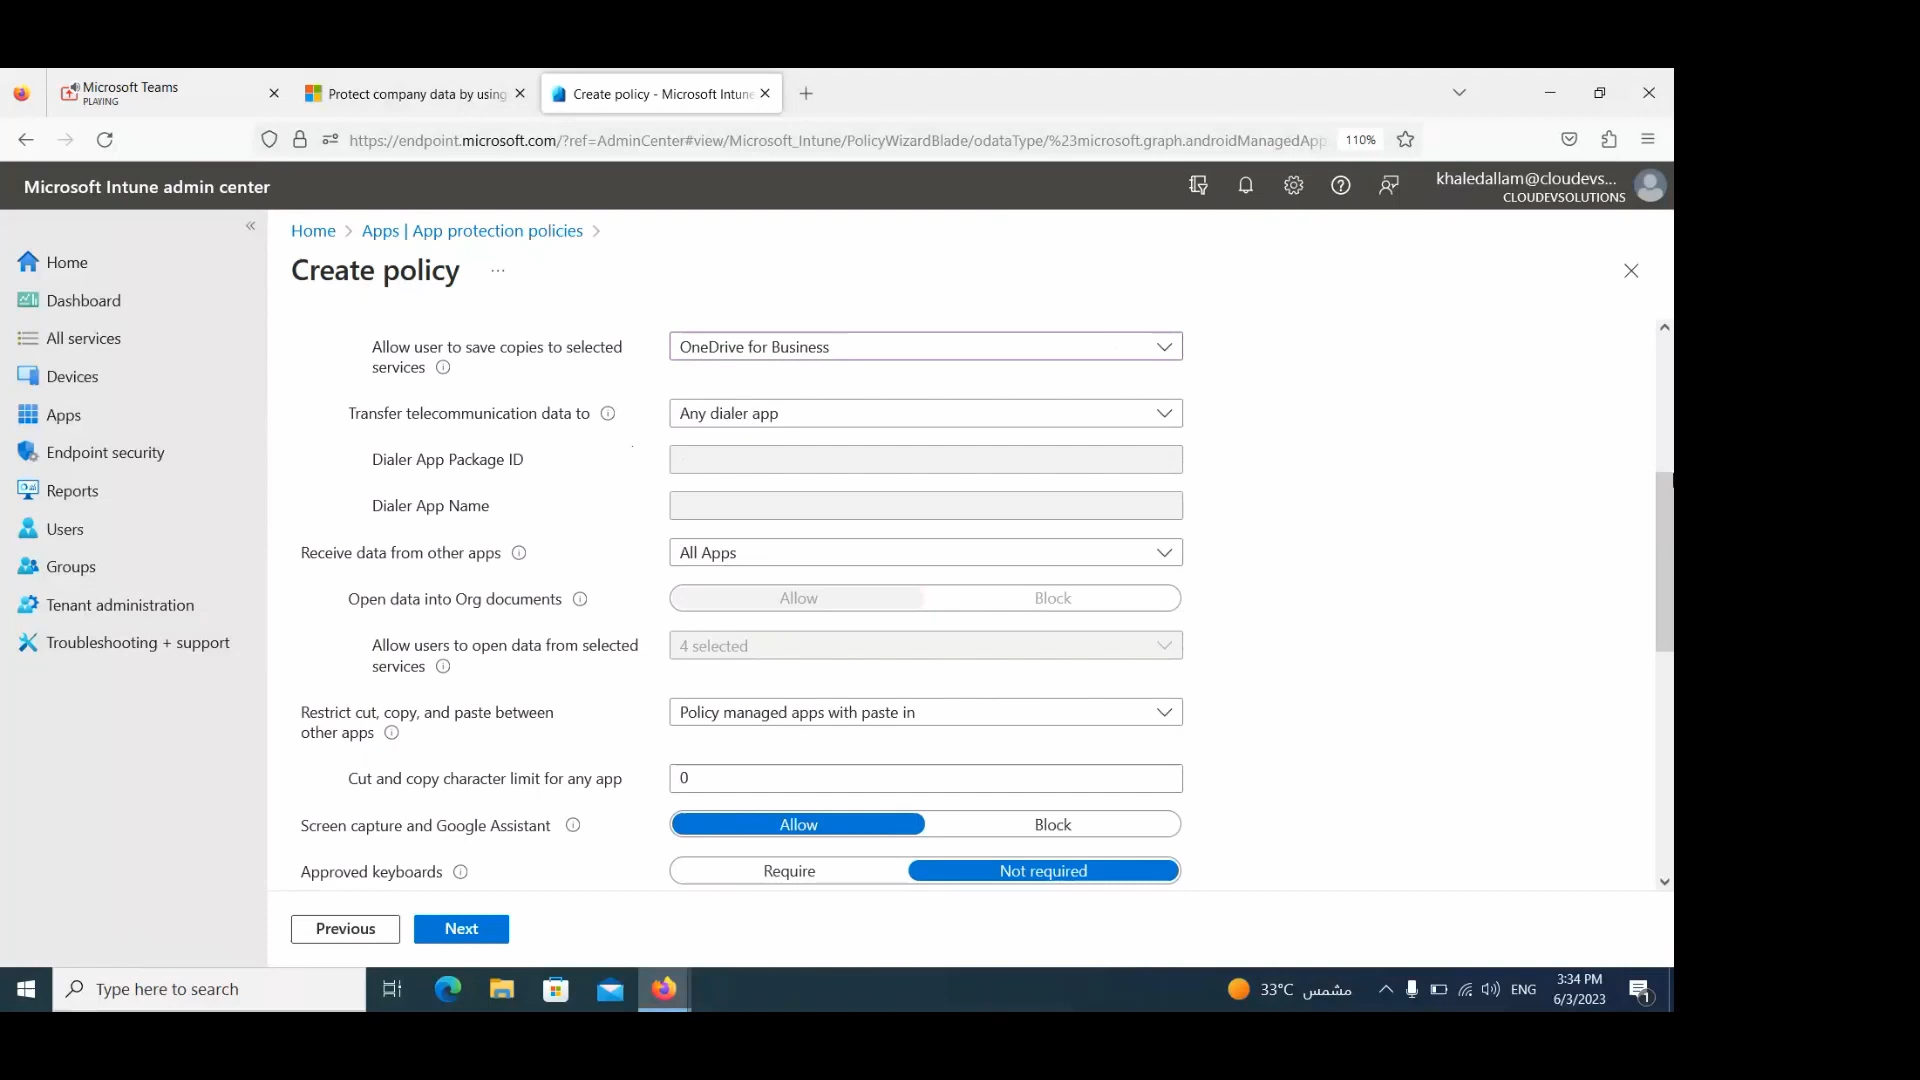 Microsoft Teams
PLAYING
Protect company data by using
Create policy - Microsoft Intune
https://endpoint.microsoft.com/?ref=AdminCenter#view/Microsoft_Intune/PolicyWizardBlade/odataType/%23microsoft.graph.androidManagedApp
110%
Microsoft Intune admin center
khaledallam@cloudevs...
CLOUDEVSOLUTIONS
Home
Dashboard
All services
Devices
Apps
Endpoint security
Reports
Users
Groups
Tenant administration
Troubleshooting + support
Home > Apps | App protection policies >
Create policy ...
Allow user to save copies to selected
services
OneDrive for Business
Transfer telecommunication data to
Any dialer app
Dialer App Package ID
Dialer App Name
Receive data from other apps
All Apps
Open data into Org documents
Allow Block
Allow users to open data from selected
services
4 selected
Restrict cut, copy, and paste between
other apps
Policy managed apps with paste in
Cut and copy character limit for any app
0
Screen capture and Google Assistant
Allow Block
Approved keyboards
Require Not required
Previous Next
Type here to search
33°C مشمس
ENG
3:34 PM
6/3/2023
1